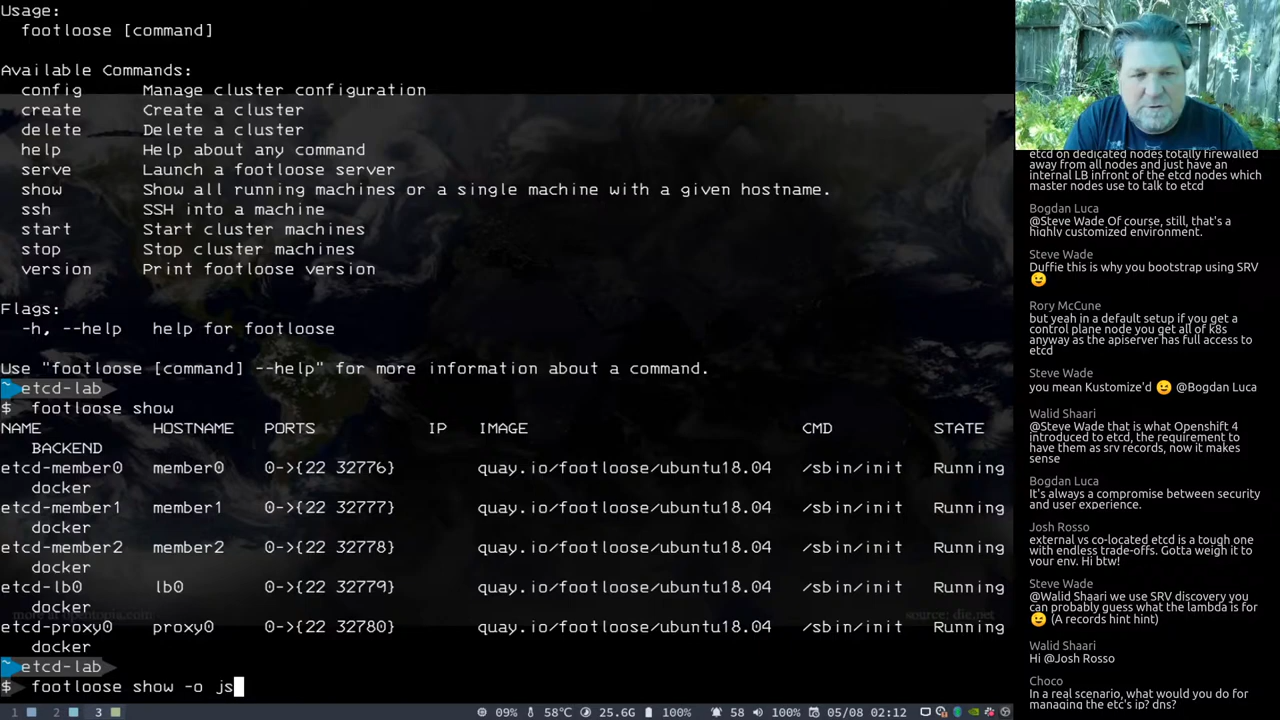 Usage:
footloose [command]
Available Commands:
config Manage cluster configuration
create Create a cluster
delete Delete a cluster
help Help about any command
serve Launch a footloose server
show Show all running machines or a single machine with a given hostname.
ssh SSH into a machine
start Start cluster machines
stop Stop cluster machines
version Print footloose version
Flags:
-h, --help help for footloose
Use "footloose [command] --help" for more information about a command.
~ etcd-lab
$ footloose show
NAME HOSTNAME PORTS IP IMAGE CMD STATE
BACKEND
etcd-member0 member0 0->{22 32776} quay.io/footloose/ubuntu18.04 /sbin/init Running
docker
etcd-member1 member1 0->{22 32777} quay.io/footloose/ubuntu18.04 /sbin/init Running
docker
etcd-member2 member2 0->{22 32778} quay.io/footloose/ubuntu18.04 /sbin/init Running
docker
etcd-lb0 lb0 0->{22 32779} quay.io/footloose/ubuntu18.04 /sbin/init Running
docker
more at opentopia.com source: die.net
etcd-proxy0 proxy0 0->{22 32780} quay.io/footloose/ubuntu18.04 /sbin/init Running
docker
~ etcd-lab
$ footloose show -o js
1 2 3 09% 58°C 25.6G 100% 58 100% 05/08 02:12
etcd on dedicated nodes totally firewalled
away from all nodes and just have an
internal LB infront of the etcd nodes which
master nodes use to talk to etcd
Bogdan Luca
@Steve Wade Of course, still, that's a
highly customized environment.
Steve Wade
Duffie this is why you bootstrap using SRV
😉
Rory McCune
but yeah in a default setup if you get a
control plane node you get all of k8s
anyway as the apiserver has full access to
etcd
Steve Wade
you mean Kustomize'd 😉 @Bogdan Luca
Walid Shaari
@Steve Wade that is what Openshift 4
introduced to etcd, the requirement to
have them as srv records, now it makes
sense
Bogdan Luca
It's always a compromise between security
and user experience.
Josh Rosso
external vs co-located etcd is a tough one
with endless trade-offs. Gotta weigh it to
your env. Hi btw!
Steve Wade
@Walid Shaari we use SRV discovery you
can probably guess what the lambda is for
😉 (A records hint hint)
Walid Shaari
Hi @Josh Rosso
Choco
In a real scenario, what would you do for
managing the etc's ip? dns?